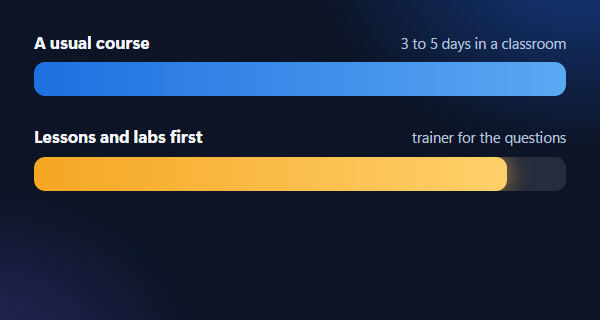 A usual course
3 to 5 days in a classroom
Lessons and labs first
trainer for the questions